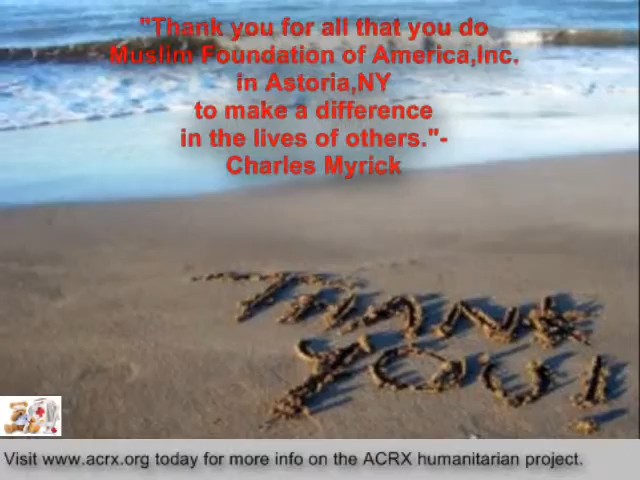 "Thank you for all that you do
Muslim Foundation of America,Inc.
in Astoria,NY
to make a difference
in the lives of others."-
Charles Myrick
THANK
YOU!
Visit www.acrx.org today for more info on the ACRX humanitarian project.